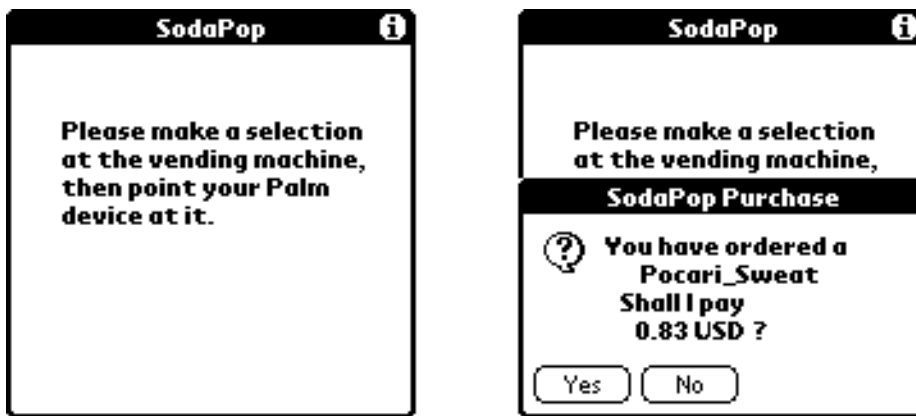 SodaPop
Please make a selection
at the vending machine,
then point your Palm
device at it.
SodaPop
Please make a selection
at the vending machine,
SodaPop Purchase
You have ordered a
Pocari_Sweat
Shall I pay
0.83 USD ?
Yes No